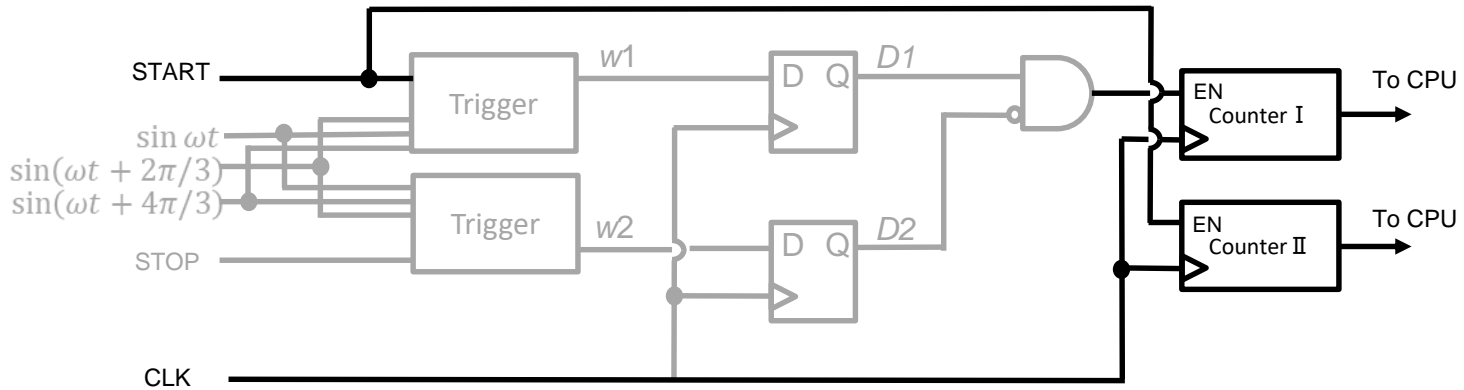 START
sin ωt
sin(ωt + 2π/3)
sin(ωt + 4π/3)
STOP
CLK
Trigger
Trigger
w1
w2
D Q
D Q
D1
D2
EN
Counter I
To CPU
EN
Counter II
To CPU